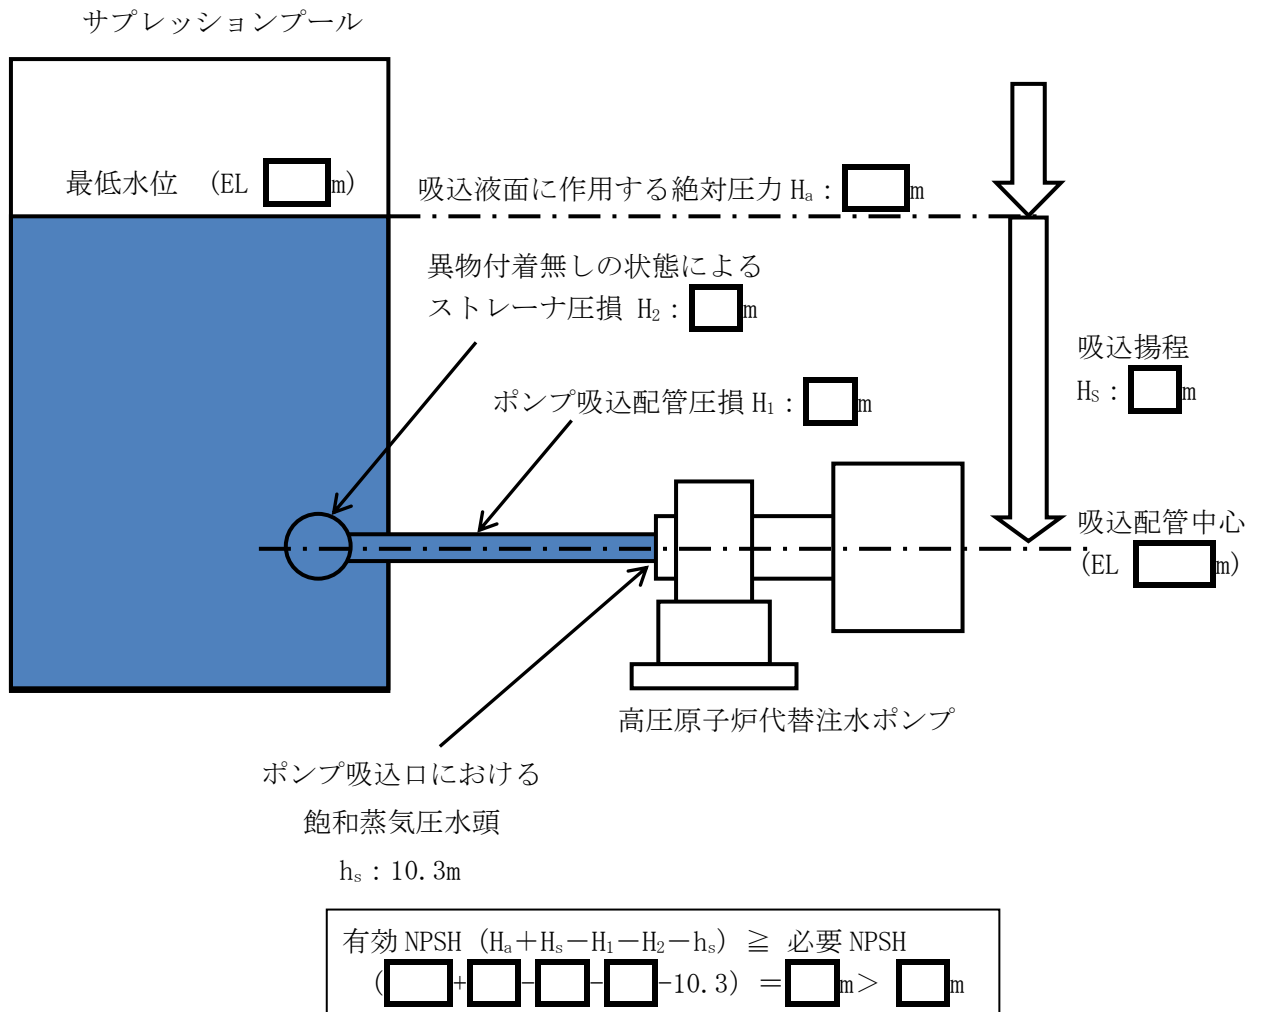 サプレッションプール
最低水位 (EL m)
吸込液面に作用する絶対圧力 Ha：m
異物付着無しの状態による
ストレーナ圧損 H2：m
ポンプ吸込配管圧損 H1：m
吸込揚程
HS：m
吸込配管中心
(EL m)
高圧原子炉代替注水ポンプ
ポンプ吸込口における
飽和蒸気圧水頭
hs：10.3m
有効 NPSH (Ha＋Hs－H1－H2－hs) ≧ 必要 NPSH
( + - - -10.3) ＝ m＞ m